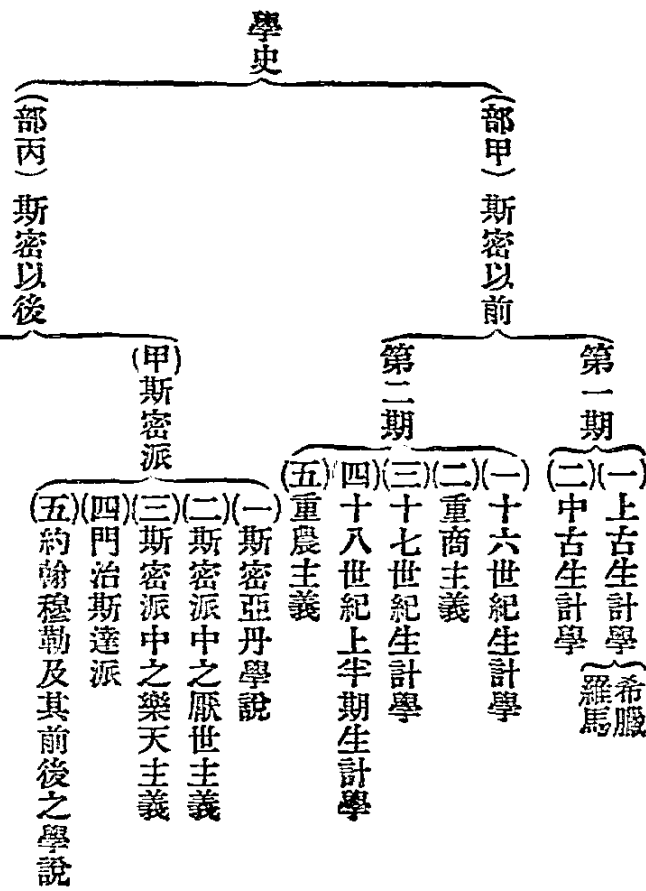 學史
(部甲)斯密以前
第一期
(一)上古生計學
希臘
羅馬
(二)中古生計學
第二期
(一)十六世紀生計學
(二)重商主義
(三)十七世紀生計學
(四)十八世紀上半期生計學
(五)重農主義
(部丙)斯密以後
(甲)斯密派
(一)斯密亞丹學說
(二)斯密派中之厭世主義
(三)斯密派中之樂天主義
(四)門治斯達派
(五)約翰穆勒及其前後之學說